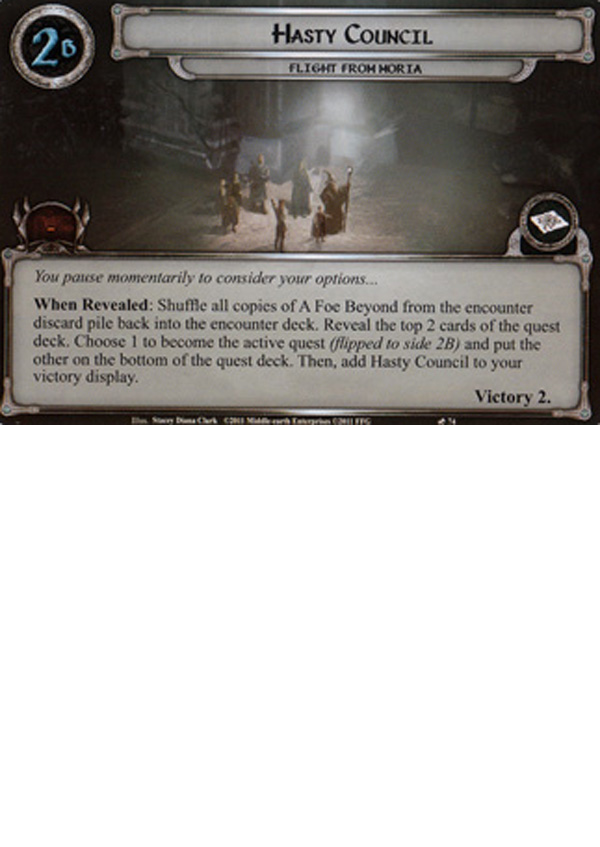 2B
HASTY COUNCIL
FLIGHT FROM MORIA
You pause momentarily to consider your options...
When Revealed: Shuffle all copies of A Foe Beyond from the encounter
discard pile back into the encounter deck. Reveal the top 2 cards of the quest
deck. Choose 1 to become the active quest (flipped to side 2B) and put the
other on the bottom of the quest deck. Then, add Hasty Council to your
victory display.
Victory 2.
Illus. Stacey Diana Clark ©2011 Middle-earth Enterprises ©2011 FFG 74